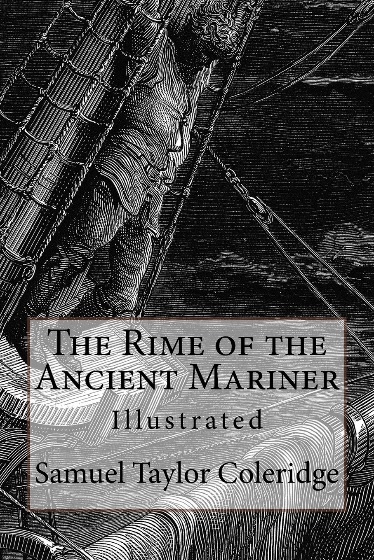 The Rime of the
Ancient Mariner
Illustrated
Samuel Taylor Coleridge